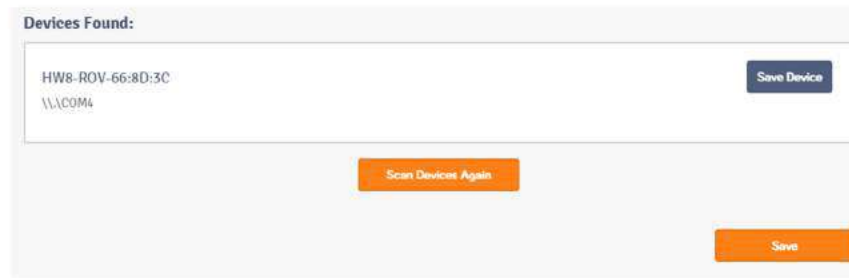 Devices Found:
HW8-ROV-66:8D:3C
Save Device
\\.\COM4
Scan Devices Again
Save